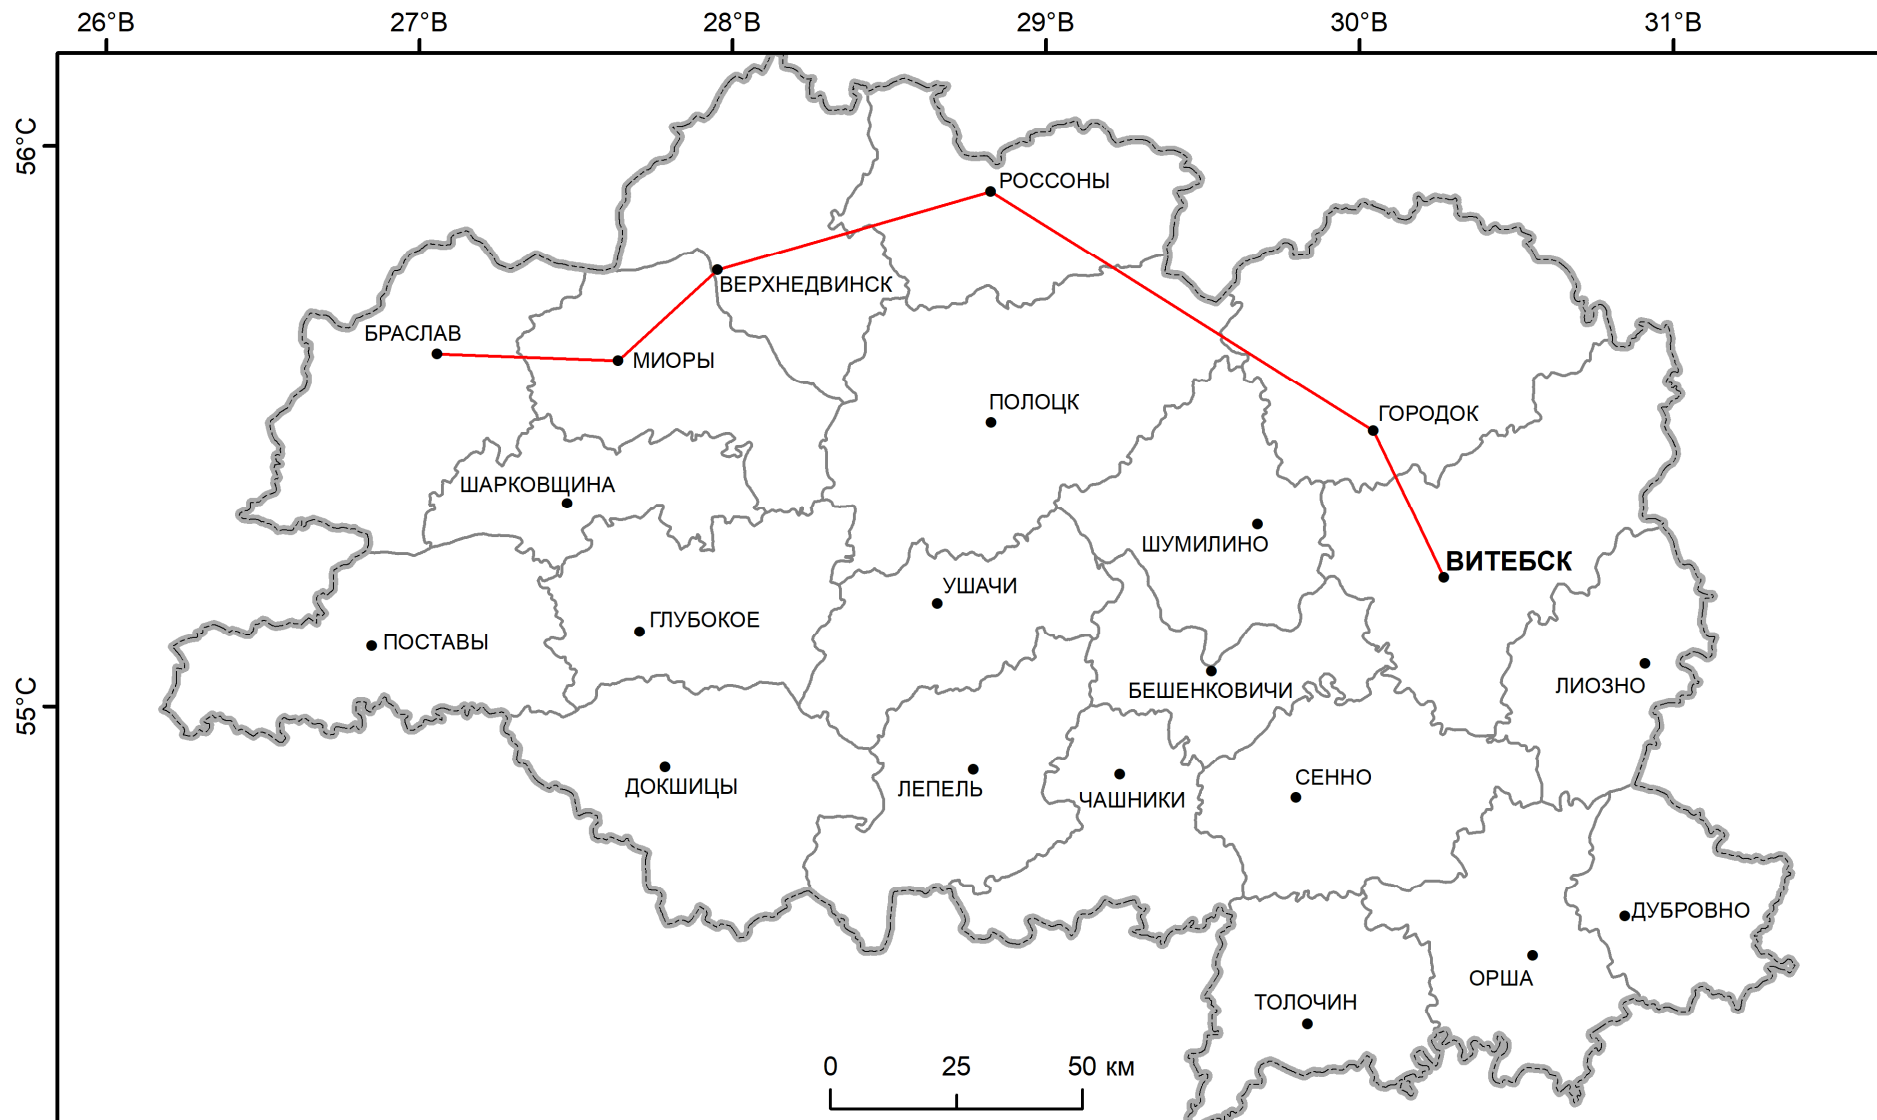 26°В 27°В 28°В 29°В 30°В 31°В
56°С
РОССОНЫ
ВЕРХНЕДВИНСК
БРАСЛАВ
МИОРЫ
ПОЛОЦК
ГОРОДОК
ШАРКОВЩИНА
ШУМИЛИНО
ВИТЕБСК
УШАЧИ
ГЛУБОКОЕ
ПОСТАВЫ
ЛИОЗНО
БЕШЕНКОВИЧИ
55°С
СЕННО
ДОКШИЦЫ
ЛЕПЕЛЬ
ЧАШНИКИ
ДУБРОВНО
ОРША
ТОЛОЧИН
0 25 50 км